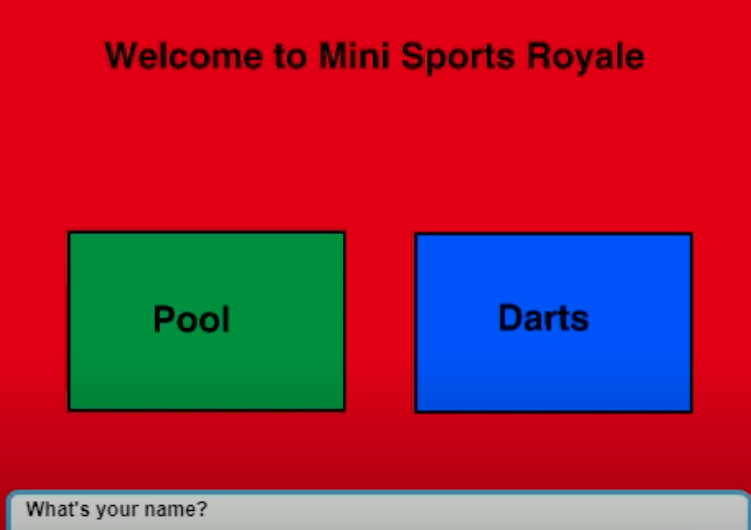 Welcome to Mini Sports Royale
Pool
Darts
What's your name?